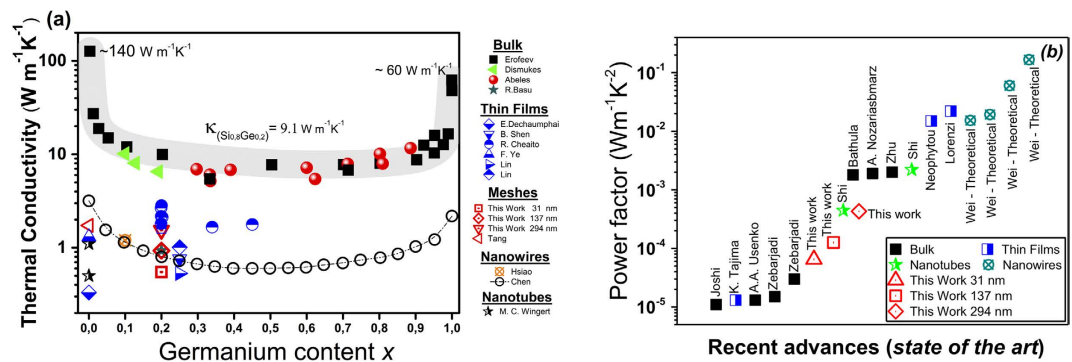 (a)
Thermal Conductivity (W m⁻¹K⁻¹)
100
10
1
~140 W m⁻¹K⁻¹
~ 60 W m⁻¹K⁻¹
κ(Si0,8Ge0,2)= 9.1 W m⁻¹K⁻¹
0,0 0,1 0,2 0,3 0,4 0,5 0,6 0,7 0,8 0,9 1,0
Germanium content x
Bulk
Erofeev
Dismukes
Abeles
R.Basu
Thin Films
E.Dechaumphai
B. Shen
R. Cheaito
F. Ye
Lin
Lin
Meshes
This Work 31 nm
This Work 137 nm
This Work 294 nm
Tang
Nanowires
Hsiao
Chen
Nanotubes
M. C. Wingert
(b)
Power factor (Wm⁻¹K⁻²)
10⁻¹
10⁻²
10⁻³
10⁻⁴
10⁻⁵
Joshi
K. Tajima
A.A. Usenko
Zebarjadi
Zebarjadi
This work
This work
Shi
This work
Bathula
A. Nozariasbmarz
Zhu
Shi
Neophytou
Lorenzi
Wei - Theoretical
Wei - Theoretical
Wei - Theoretical
Wei - Theoretical
Bulk
Thin Films
Nanotubes
Nanowires
This Work 31 nm
This Work 137 nm
This Work 294 nm
Recent advances (state of the art)